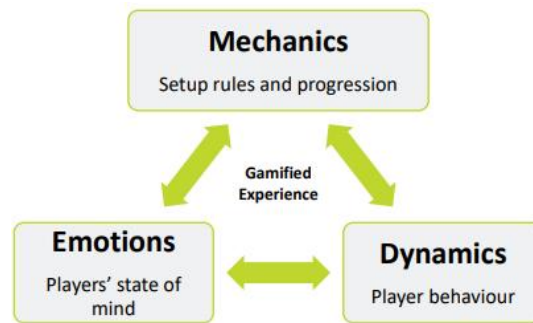 Mechanics
Setup rules and progression
Gamified
Experience
Emotions
Players' state of
mind
Dynamics
Player behaviour